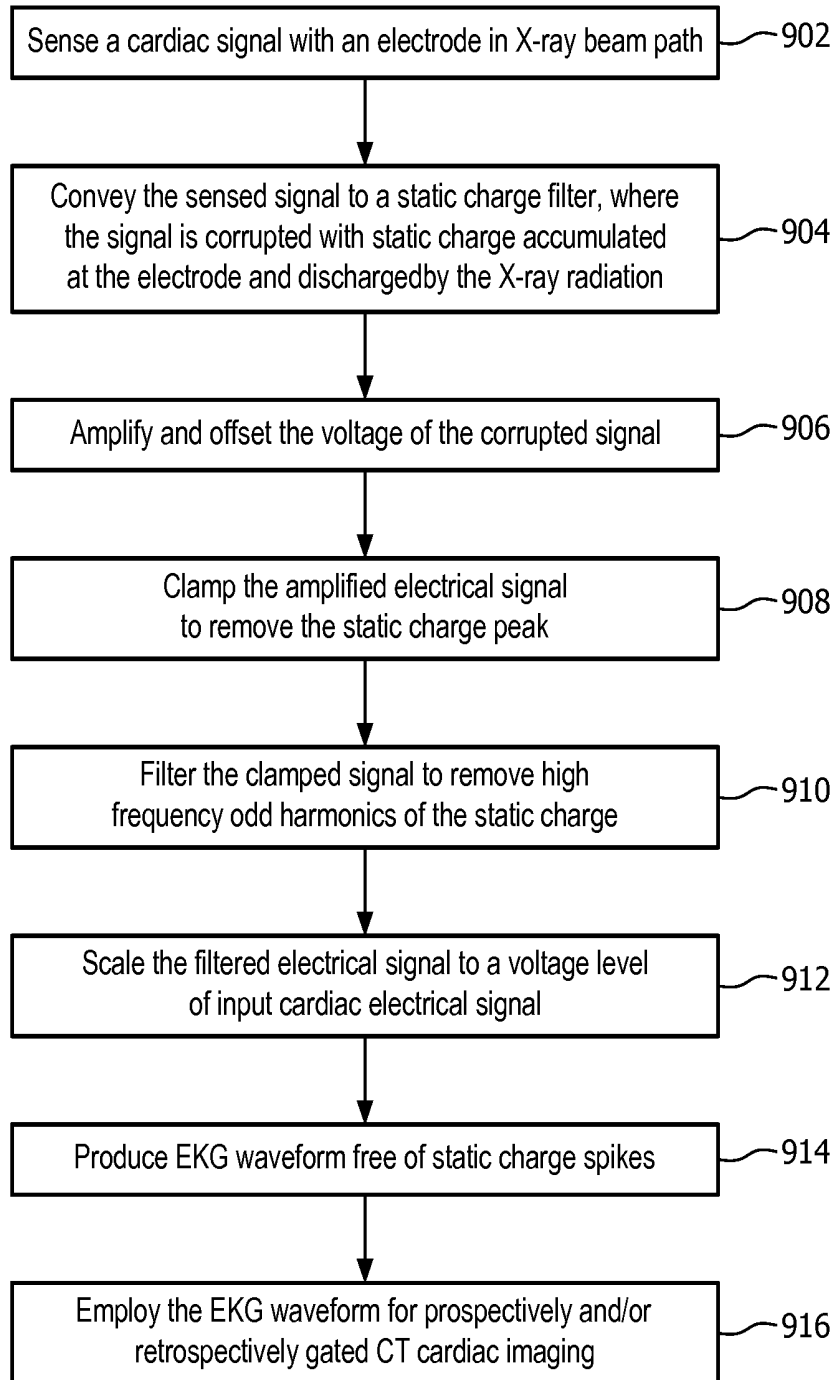 Sense a cardiac signal with an electrode in X-ray beam path
902
Convey the sensed signal to a static charge filter, where
the signal is corrupted with static charge accumulated
at the electrode and dischargedby the X-ray radiation
904
Amplify and offset the voltage of the corrupted signal
906
Clamp the amplified electrical signal
to remove the static charge peak
908
Filter the clamped signal to remove high
frequency odd harmonics of the static charge
910
Scale the filtered electrical signal to a voltage level
of input cardiac electrical signal
912
Produce EKG waveform free of static charge spikes
914
Employ the EKG waveform for prospectively and/or
retrospectively gated CT cardiac imaging
916